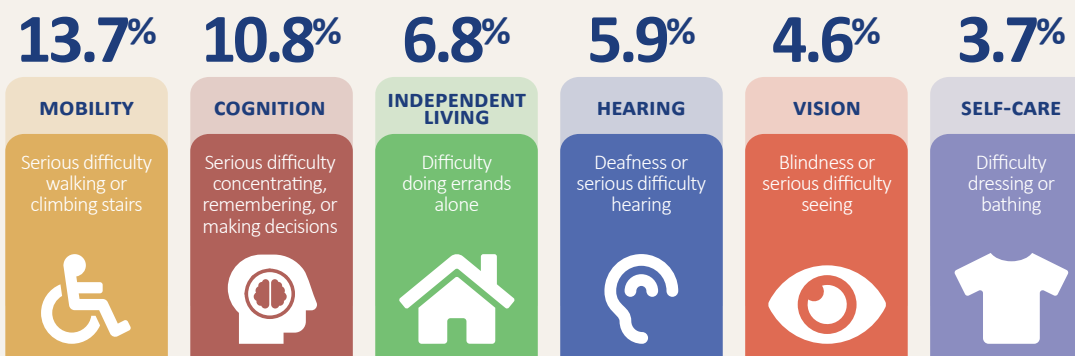 13.7%
MOBILITY
Serious difficulty
walking or
climbing stairs
10.8%
COGNITION
Serious difficulty
concentrating,
remembering, or
making decisions
6.8%
INDEPENDENT
LIVING
Difficulty
doing errands
alone
5.9%
HEARING
Deafness or
serious difficulty
hearing
4.6%
VISION
Blindness or
serious difficulty
seeing
3.7%
SELF-CARE
Difficulty
dressing or
bathing